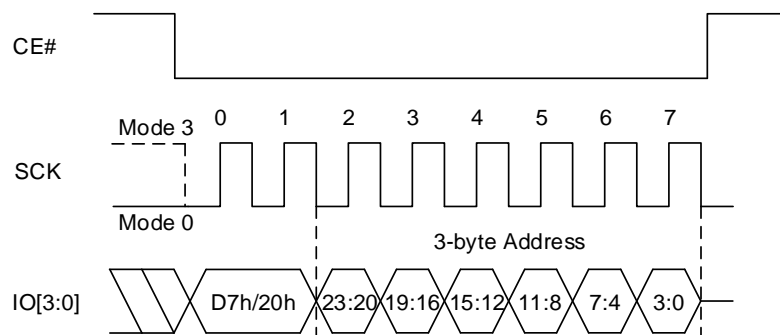 CE#
Mode 3 0 1 2 3 4 5 6 7
SCK
Mode 0
3-byte Address
IO[3:0] D7h/20h 23:20 19:16 15:12 11:8 7:4 3:0